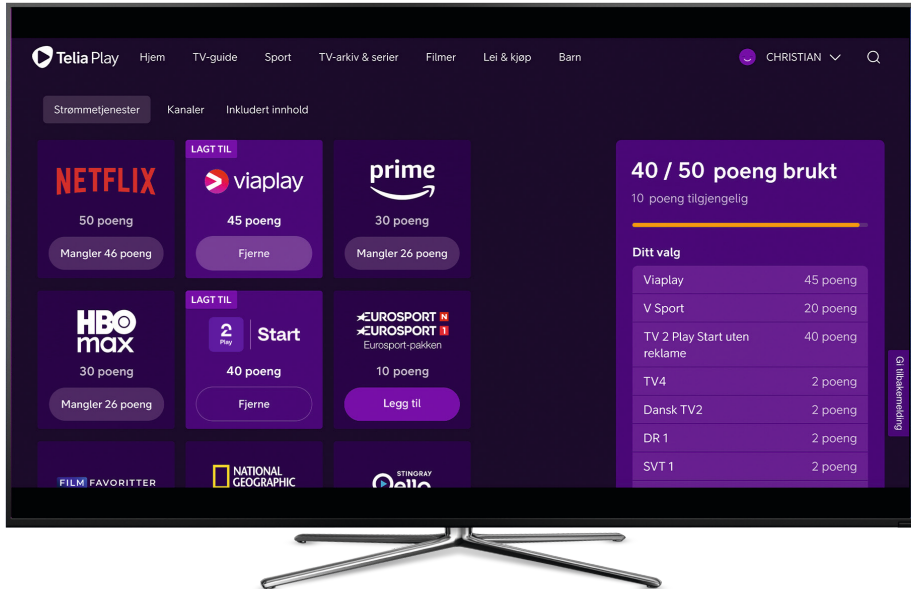 Telia Play
Hjem
TV-guide
Sport
TV-arkiv & serier
Filmer
Lei & kjøp
Barn
CHRISTIAN
Strømmetjenester
Kanaler
Inkludert innhold
NETFLIX
50 poeng
Mangler 46 poeng
LAGT TIL
viaplay
45 poeng
Fjerne
prime
30 poeng
Mangler 26 poeng
HBO
max
30 poeng
Mangler 26 poeng
LAGT TIL
2
Play
Start
40 poeng
Fjerne
EUROSPORT N
EUROSPORT 1
Eurosport-pakken
10 poeng
Legg til
FILM FAVORITTER
NATIONAL
GEOGRAPHIC
STINGRAY
Qello
40 / 50 poeng brukt
10 poeng tilgjengelig
Ditt valg
Viaplay 45 poeng
V Sport 20 poeng
TV 2 Play Start uten 40 poeng
reklame
TV4 2 poeng
Dansk TV2 2 poeng
DR 1 2 poeng
SVT 1 2 poeng
Gi tilbakemelding